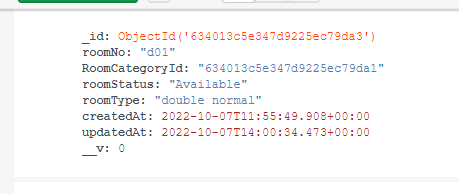 _id: ObjectId('634013c5e347d9225ec79da3')
roomNo: "d01"
RoomCategoryId: "634013c5e347d9225ec79da1"
roomStatus: "Available"
roomType: "double normal"
createdAt: 2022-10-07T11:55:49.908+00:00
updatedAt: 2022-10-07T14:00:34.473+00:00
__v: 0